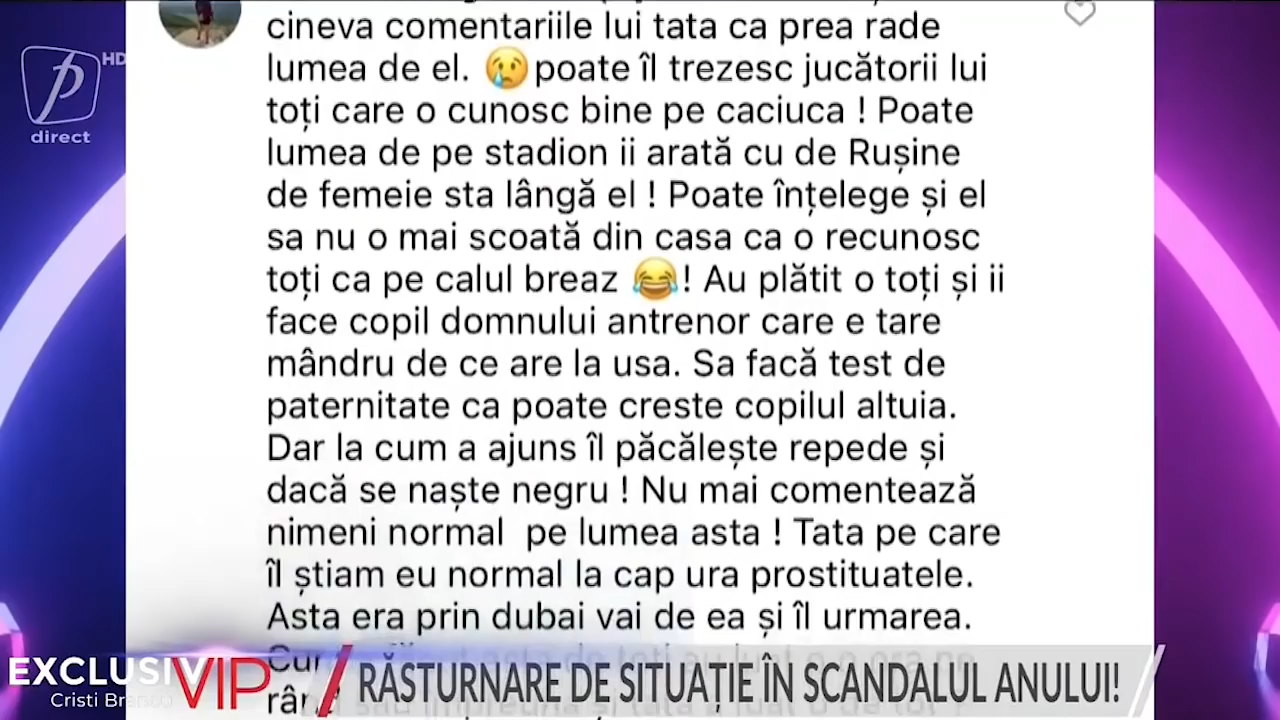 cineva comentariile lui tata ca prea rade
lumea de el. 😢 poate îl trezesc jucătorii lui
toți care o cunosc bine pe caciuca ! Poate
lumea de pe stadion ii arată cu de Rușine
de femeie sta lângă el ! Poate înțelege și el
sa nu o mai scoată din casa ca o recunosc
toți ca pe calul breaz 😂! Au plătit o toți și ii
face copil domnului antrenor care e tare
mândru de ce are la usa. Sa facă test de
paternitate ca poate creste copilul altuia.
Dar la cum a ajuns îl păcălește repede și
dacă se naște negru ! Nu mai comentează
nimeni normal pe lumea asta ! Tata pe care
îl știam eu normal la cap ura prostituatele.
Asta era prin dubai vai de ea și îl urmarea.
p HD
direct
EXCLUSIV VIP
Cristi Brancu
RĂSTURNARE DE SITUAȚIE ÎN SCANDALUL ANULUI!